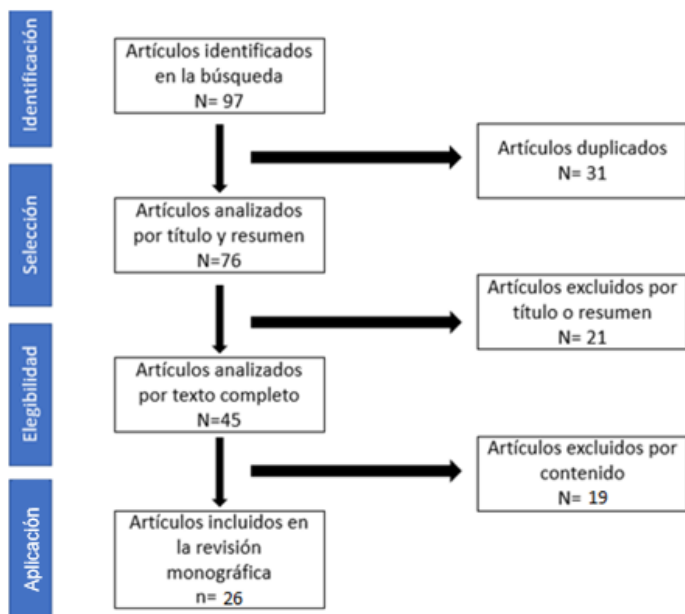 Identificación
Artículos identificados
en la búsqueda
N= 97
Artículos duplicados
N= 31
Selección
Artículos analizados
por título y resumen
N=76
Artículos excluidos por
título o resumen
N= 21
Elegibilidad
Artículos analizados
por texto completo
N=45
Artículos excluidos por
contenido
N= 19
Aplicación
Artículos incluidos en
la revisión
monográfica
n= 26